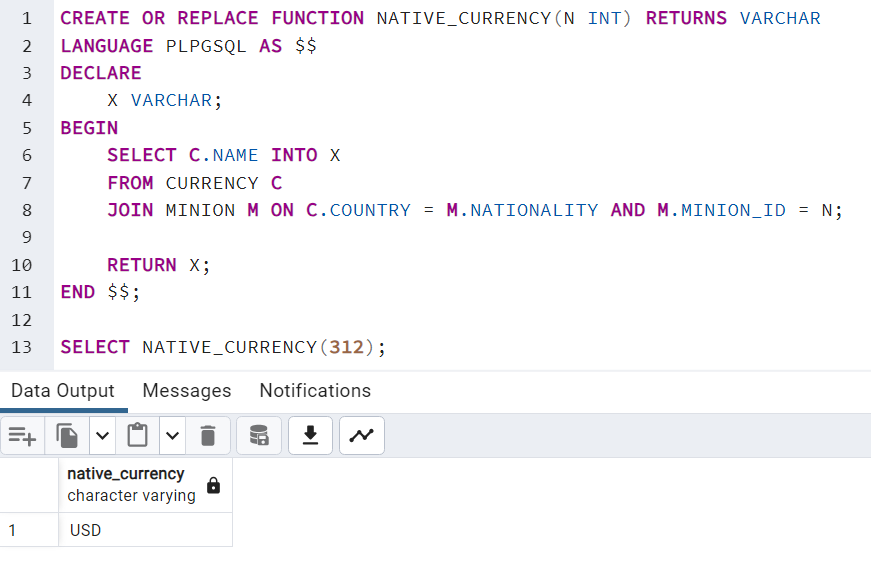 1 CREATE OR REPLACE FUNCTION NATIVE_CURRENCY(N INT) RETURNS VARCHAR
2 LANGUAGE PLPGSQL AS $$
3 DECLARE
4     X VARCHAR;
5 BEGIN
6     SELECT C.NAME INTO X
7     FROM CURRENCY C
8     JOIN MINION M ON C.COUNTRY = M.NATIONALITY AND M.MINION_ID = N;
9
10     RETURN X;
11 END $$;
12
13 SELECT NATIVE_CURRENCY(312);
Data Output Messages Notifications
native_currency
character varying
1 USD